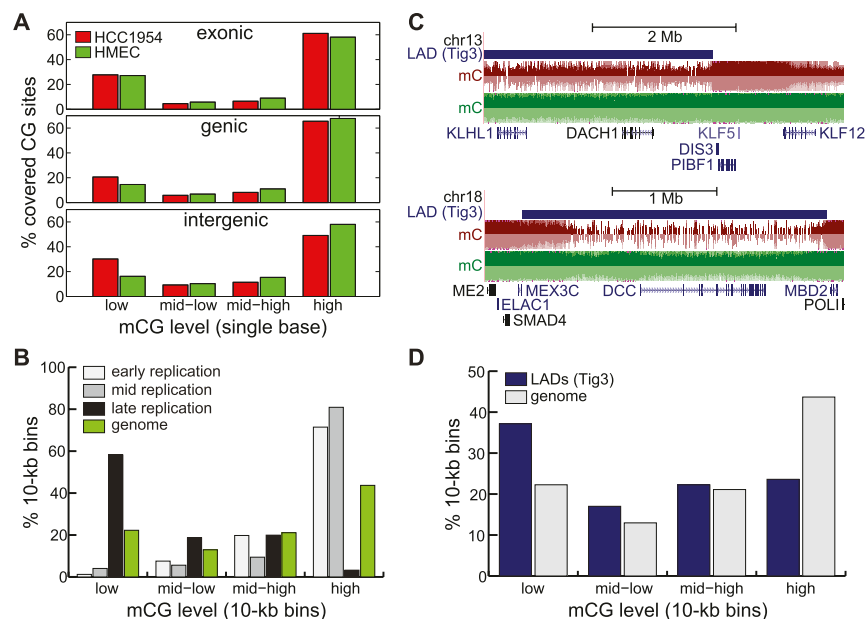 A
HCC1954
HMEC
exonic
genic
intergenic
60
40
20
0
60
40
20
0
60
40
20
0
% covered CG sites
low mid-low mid-high high
mCG level (single base)
B
early replication
mid replication
late replication
genome
100
80
60
40
20
0
% 10-kb bins
low mid-low mid-high high
mCG level (10-kb bins)
C
2 Mb
chr13
LAD (Tig3)
mC
mC
KLHL1 DACH1 KLF5 KLF12
DIS3
PIBF1
1 Mb
chr18
LAD (Tig3)
mC
mC
ME2 MEX3C DCC MBD2
ELAC1 POLI
SMAD4
D
LADs (Tig3)
genome
50
40
30
20
10
0
% 10-kb bins
low mid-low mid-high high
mCG level (10-kb bins)